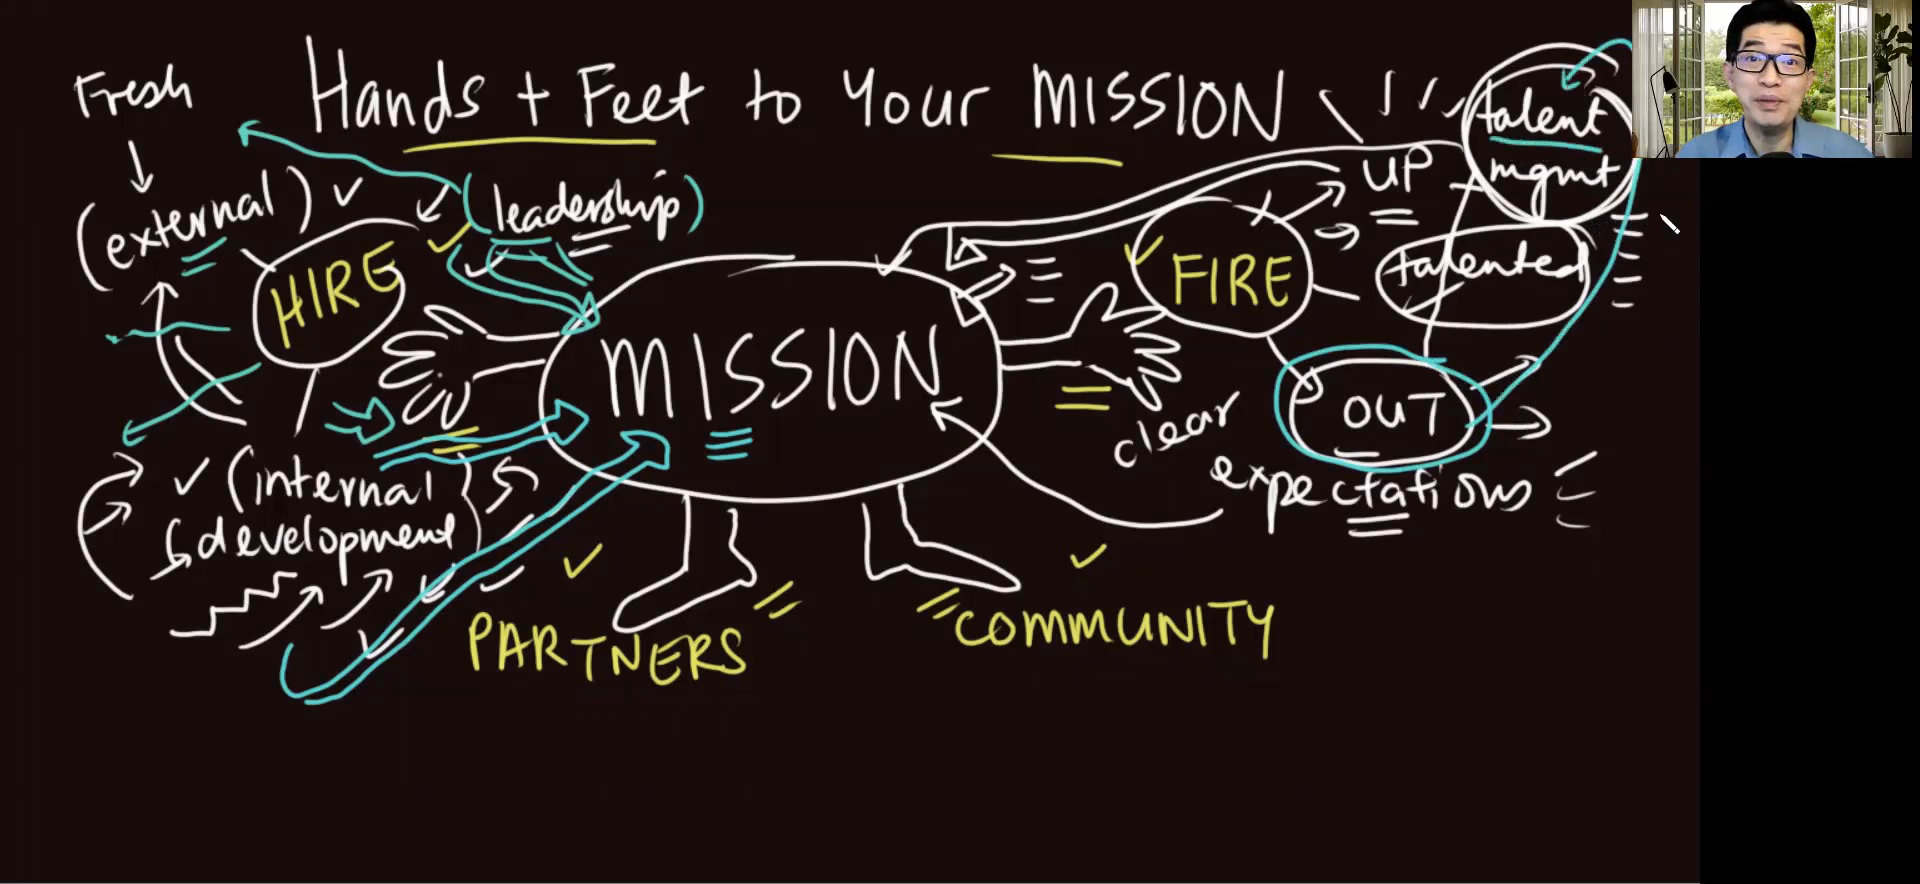 Hands + Feet to Your MISSION
Fresh
(external)
(leadership)
HIRE
MISSION
FIRE
UP
talent
mgmt
talented
OUT
clear
expectations
(internal
development
PARTNERS
COMMUNITY